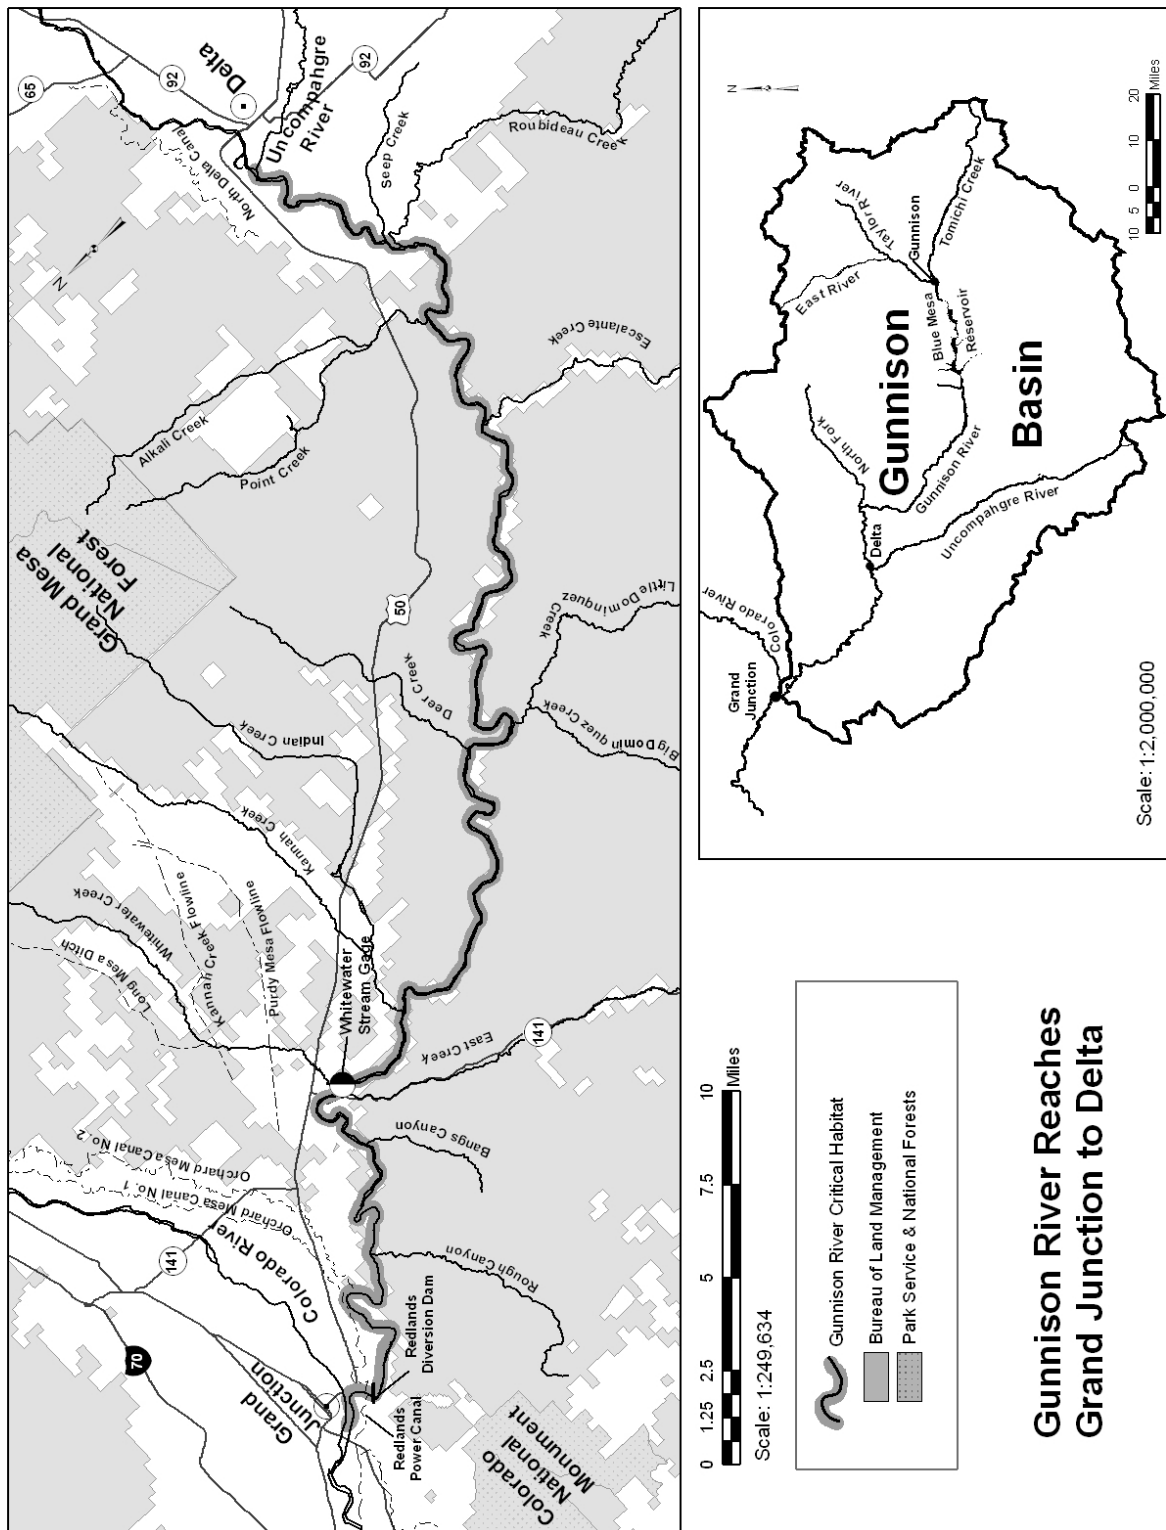 Grand Mesa
National
Forest
Colorado
National
Monument
Grand
Junction
Delta
Uncompahgre
River
Colorado River
65
92
92
70
141
141
50
N
North Delta Canal
Seep Creek
Roubideau Creek
Escalante Creek
Alkali Creek
Point Creek
Little Dominquez
Creek
Big Dominquez Creek
Deer Creek
Indian Creek
Kannah Creek
Whitewater Creek
Long Mesa Ditch
Kannah Creek Flowline
Purdy Mesa Flowline
Whitewater
Stream Gage
East Creek
Bangs Canyon
Rough Canyon
Orchard Mesa Canal No. 2
Orchard Mesa Canal No. 1
Redlands
Diversion Dam
Redlands
Power Canal
0 1.25 2.5 5 7.5 10
Miles
Scale: 1:249,634
Gunnison River Critical Habitat
Bureau of Land Management
Park Service & National Forests
Gunnison River Reaches
Grand Junction to Delta
Grand
Junction
Colorado River
Delta
North Fork
Gunnison River
Uncompahgre River
East River
Taylor River
Gunnison
Tomichi Creek
Blue Mesa
Reservoir
Gunnison
Basin
N
10 5 0 10 20
Miles
Scale: 1:2,000,000